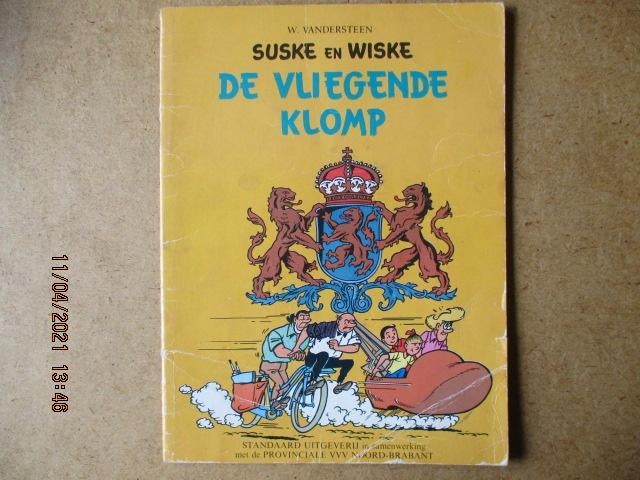 W. VANDERSTEEN
SUSKE EN WISKE
DE VLIEGENDE
KLOMP
STANDAARD UITGEVERIJ in samenwerking
met de PROVINCIALE VVV NOORD-BRABANT
11/04/2021 13:46